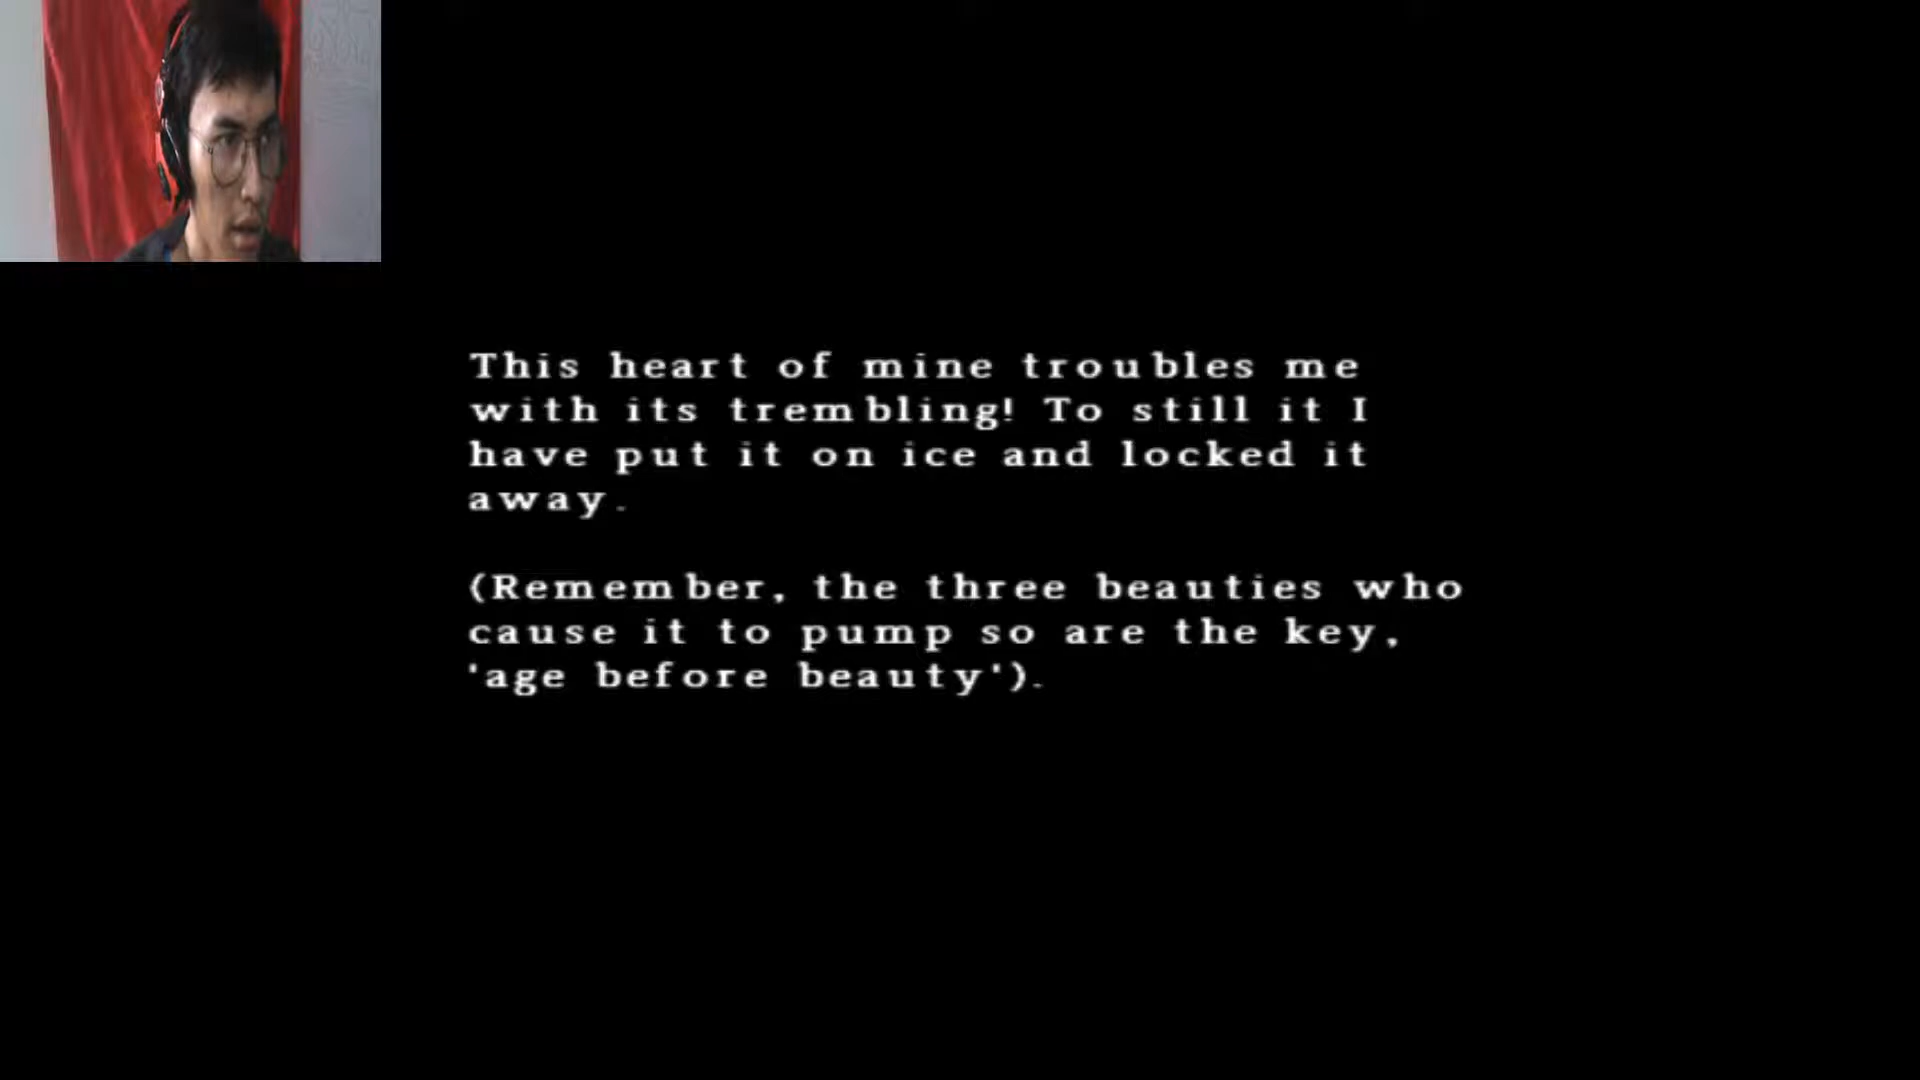 This heart of mine troubles me
with its trembling! To still it I
have put it on ice and locked it
away.
(Remember, the three beauties who
cause it to pump so are the key,
'age before beauty').